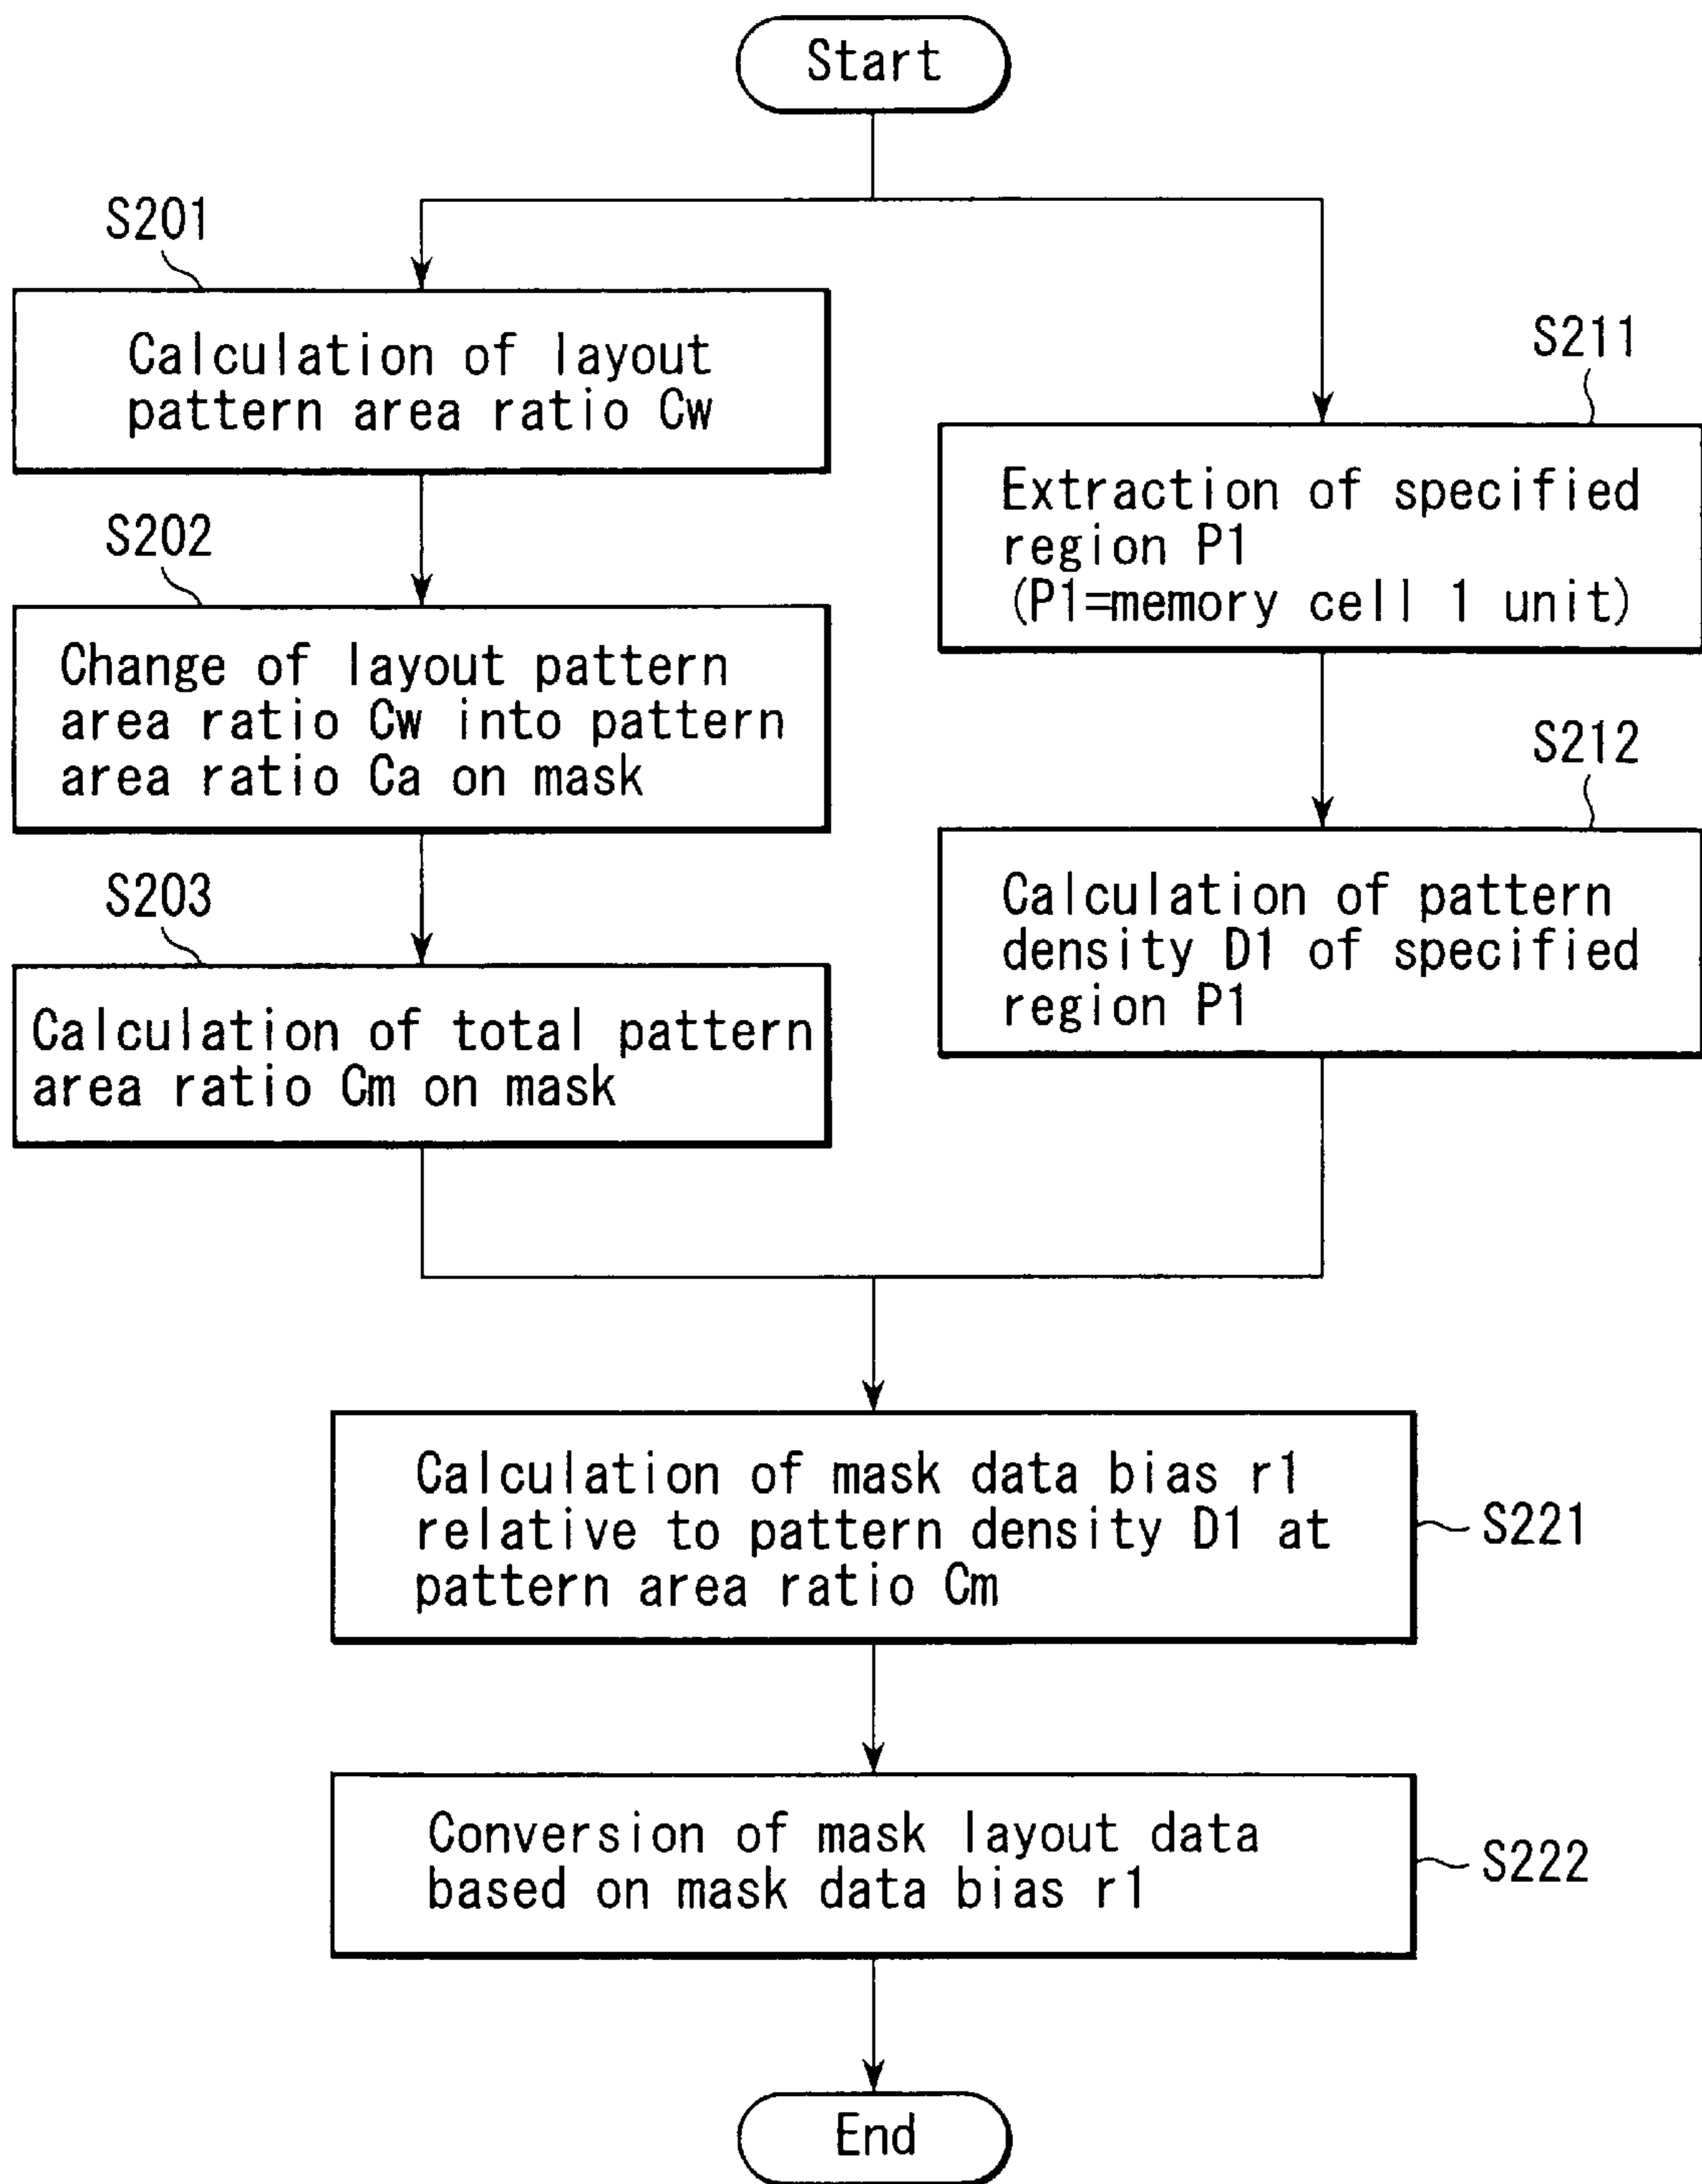 Start
S201
Calculation of layout
pattern area ratio Cw
S202
Change of layout pattern
area ratio Cw into pattern
area ratio Ca on mask
S203
Calculation of total pattern
area ratio Cm on mask
S211
Extraction of specified
region P1
(P1=memory cell 1 unit)
S212
Calculation of pattern
density D1 of specified
region P1
Calculation of mask data bias r1
relative to pattern density D1 at
pattern area ratio Cm
S221
Conversion of mask layout data
based on mask data bias r1
S222
End